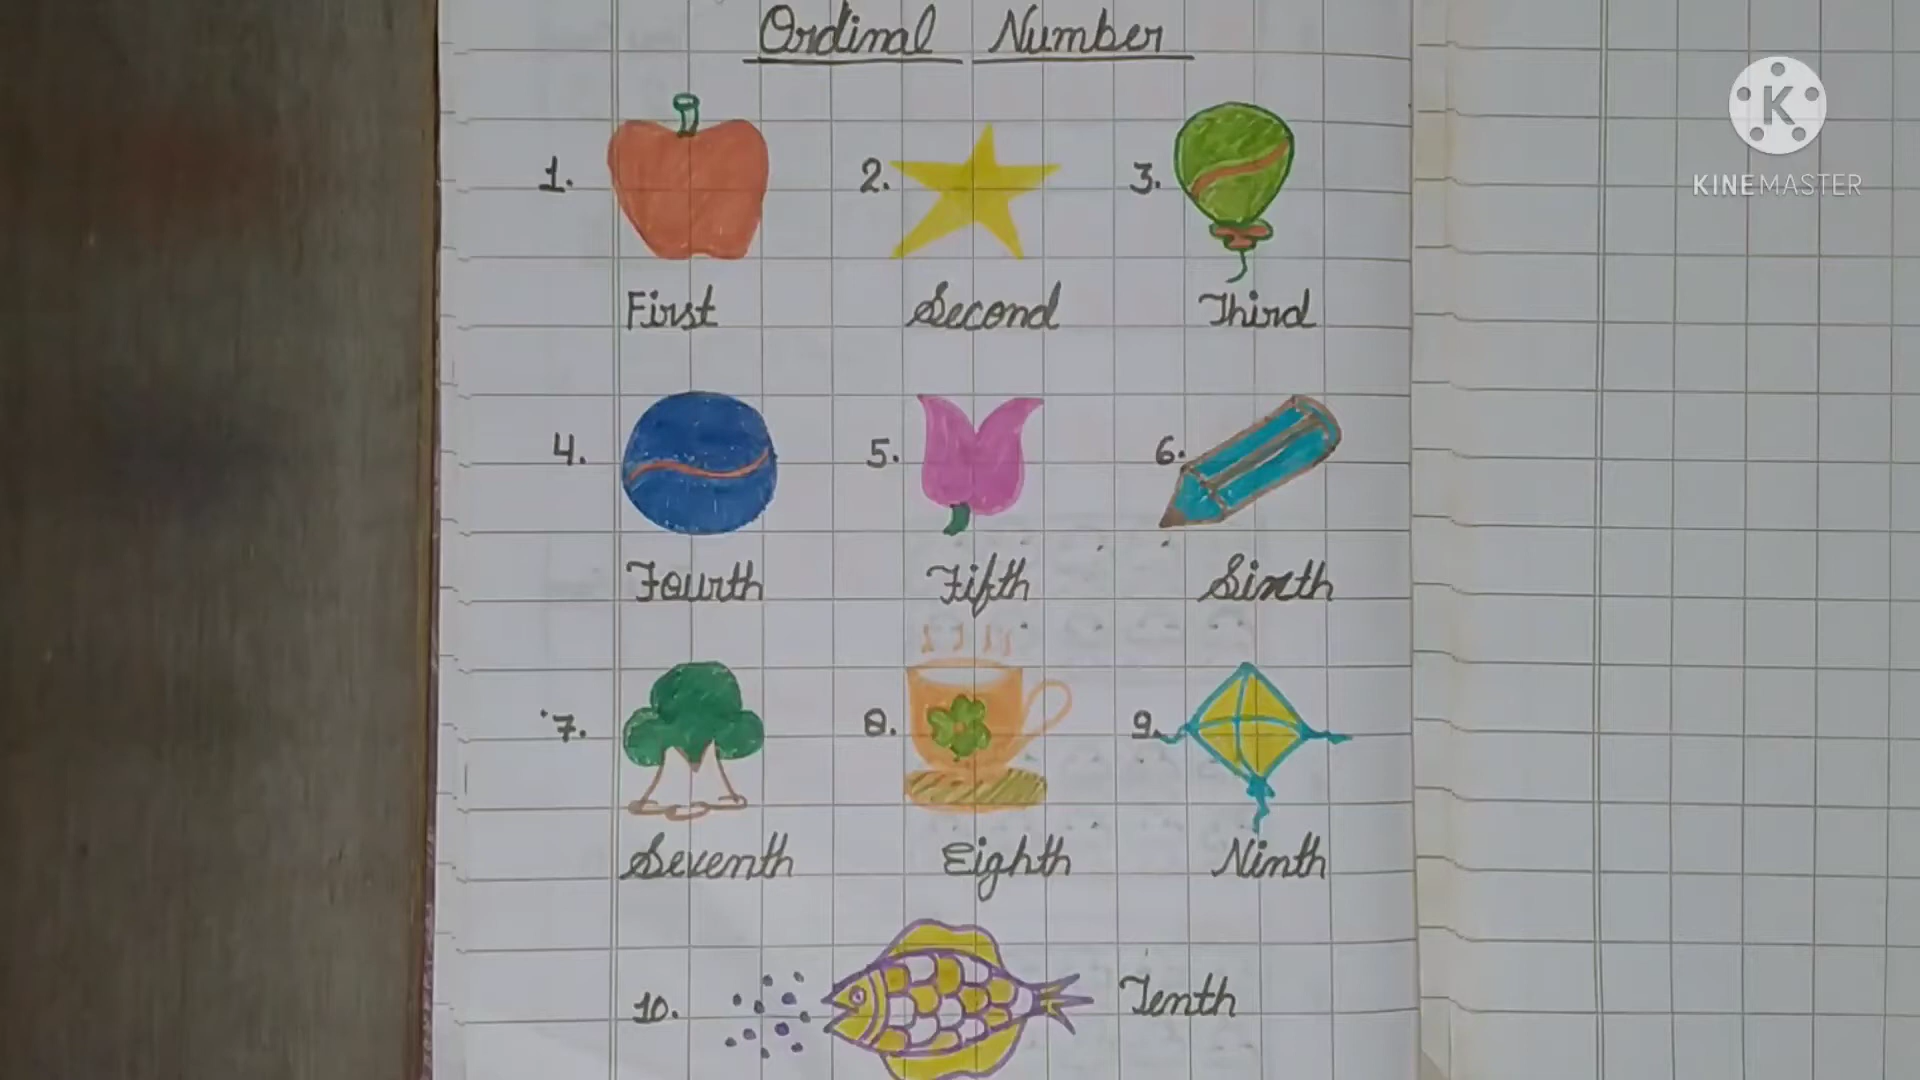 Ordinal Number
K
KINEMASTER
1. 2. 3.
First Second Third
4. 5. 6.
Fourth Fifth Sixth
7. 8. 9.
Seventh Eighth Ninth
10. Tenth